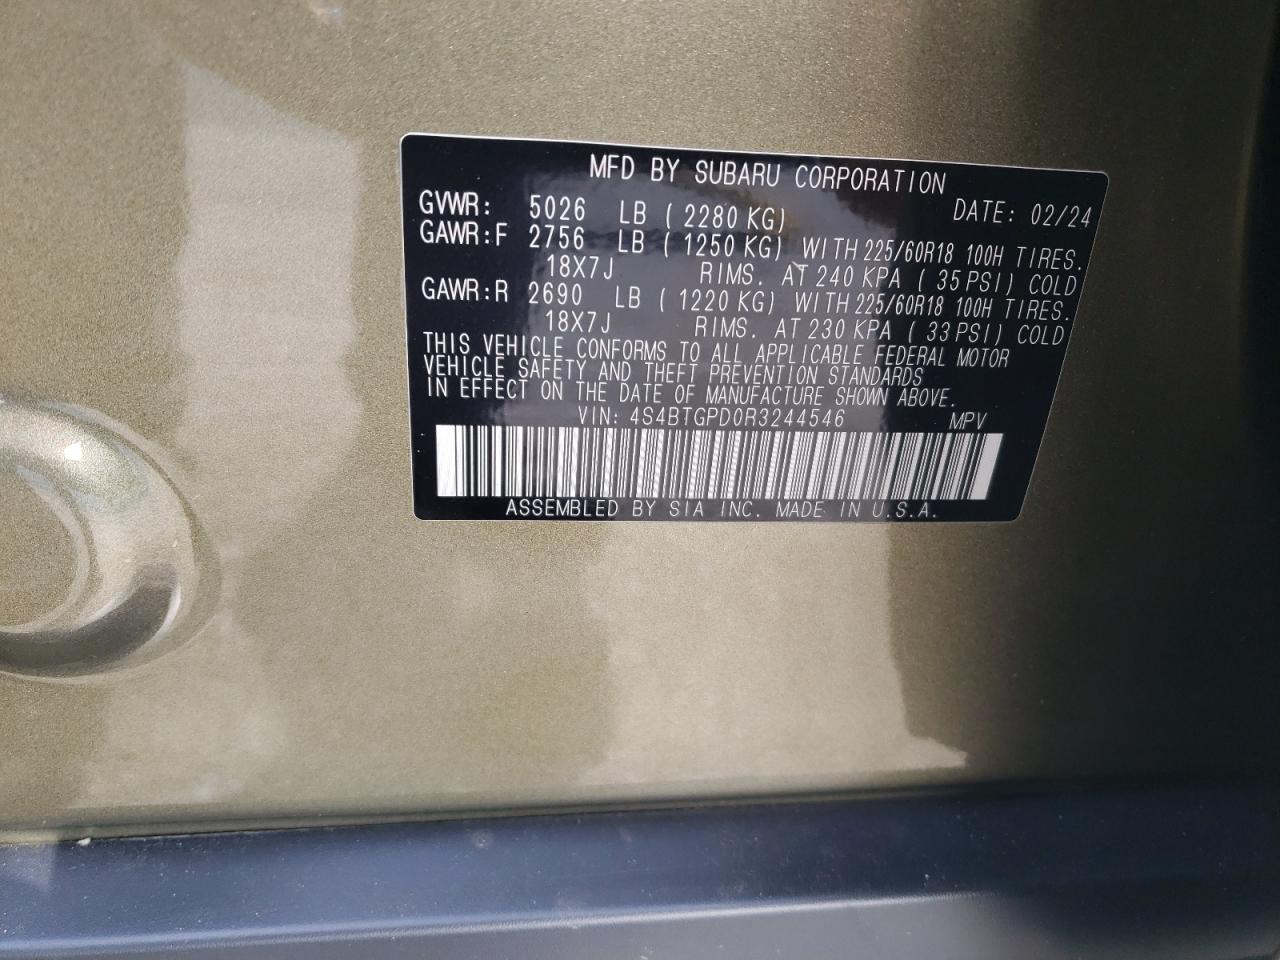 MFD BY SUBARU CORPORATION
GVWR: 5026 LB ( 2280 KG) DATE: 02/24
GAWR:F 2756 LB ( 1250 KG) WITH 225/60R18 100H TIRES.
18X7J RIMS. AT 240 KPA ( 35 PSI) COLD
GAWR:R 2690 LB ( 1220 KG) WITH 225/60R18 100H TIRES.
18X7J RIMS. AT 230 KPA ( 33 PSI) COLD
THIS VEHICLE CONFORMS TO ALL APPLICABLE FEDERAL MOTOR
VEHICLE SAFETY AND THEFT PREVENTION STANDARDS
IN EFFECT ON THE DATE OF MANUFACTURE SHOWN ABOVE.
VIN: 4S4BTGPD0R3244546 MPV
ASSEMBLED BY SIA INC. MADE IN U.S.A.